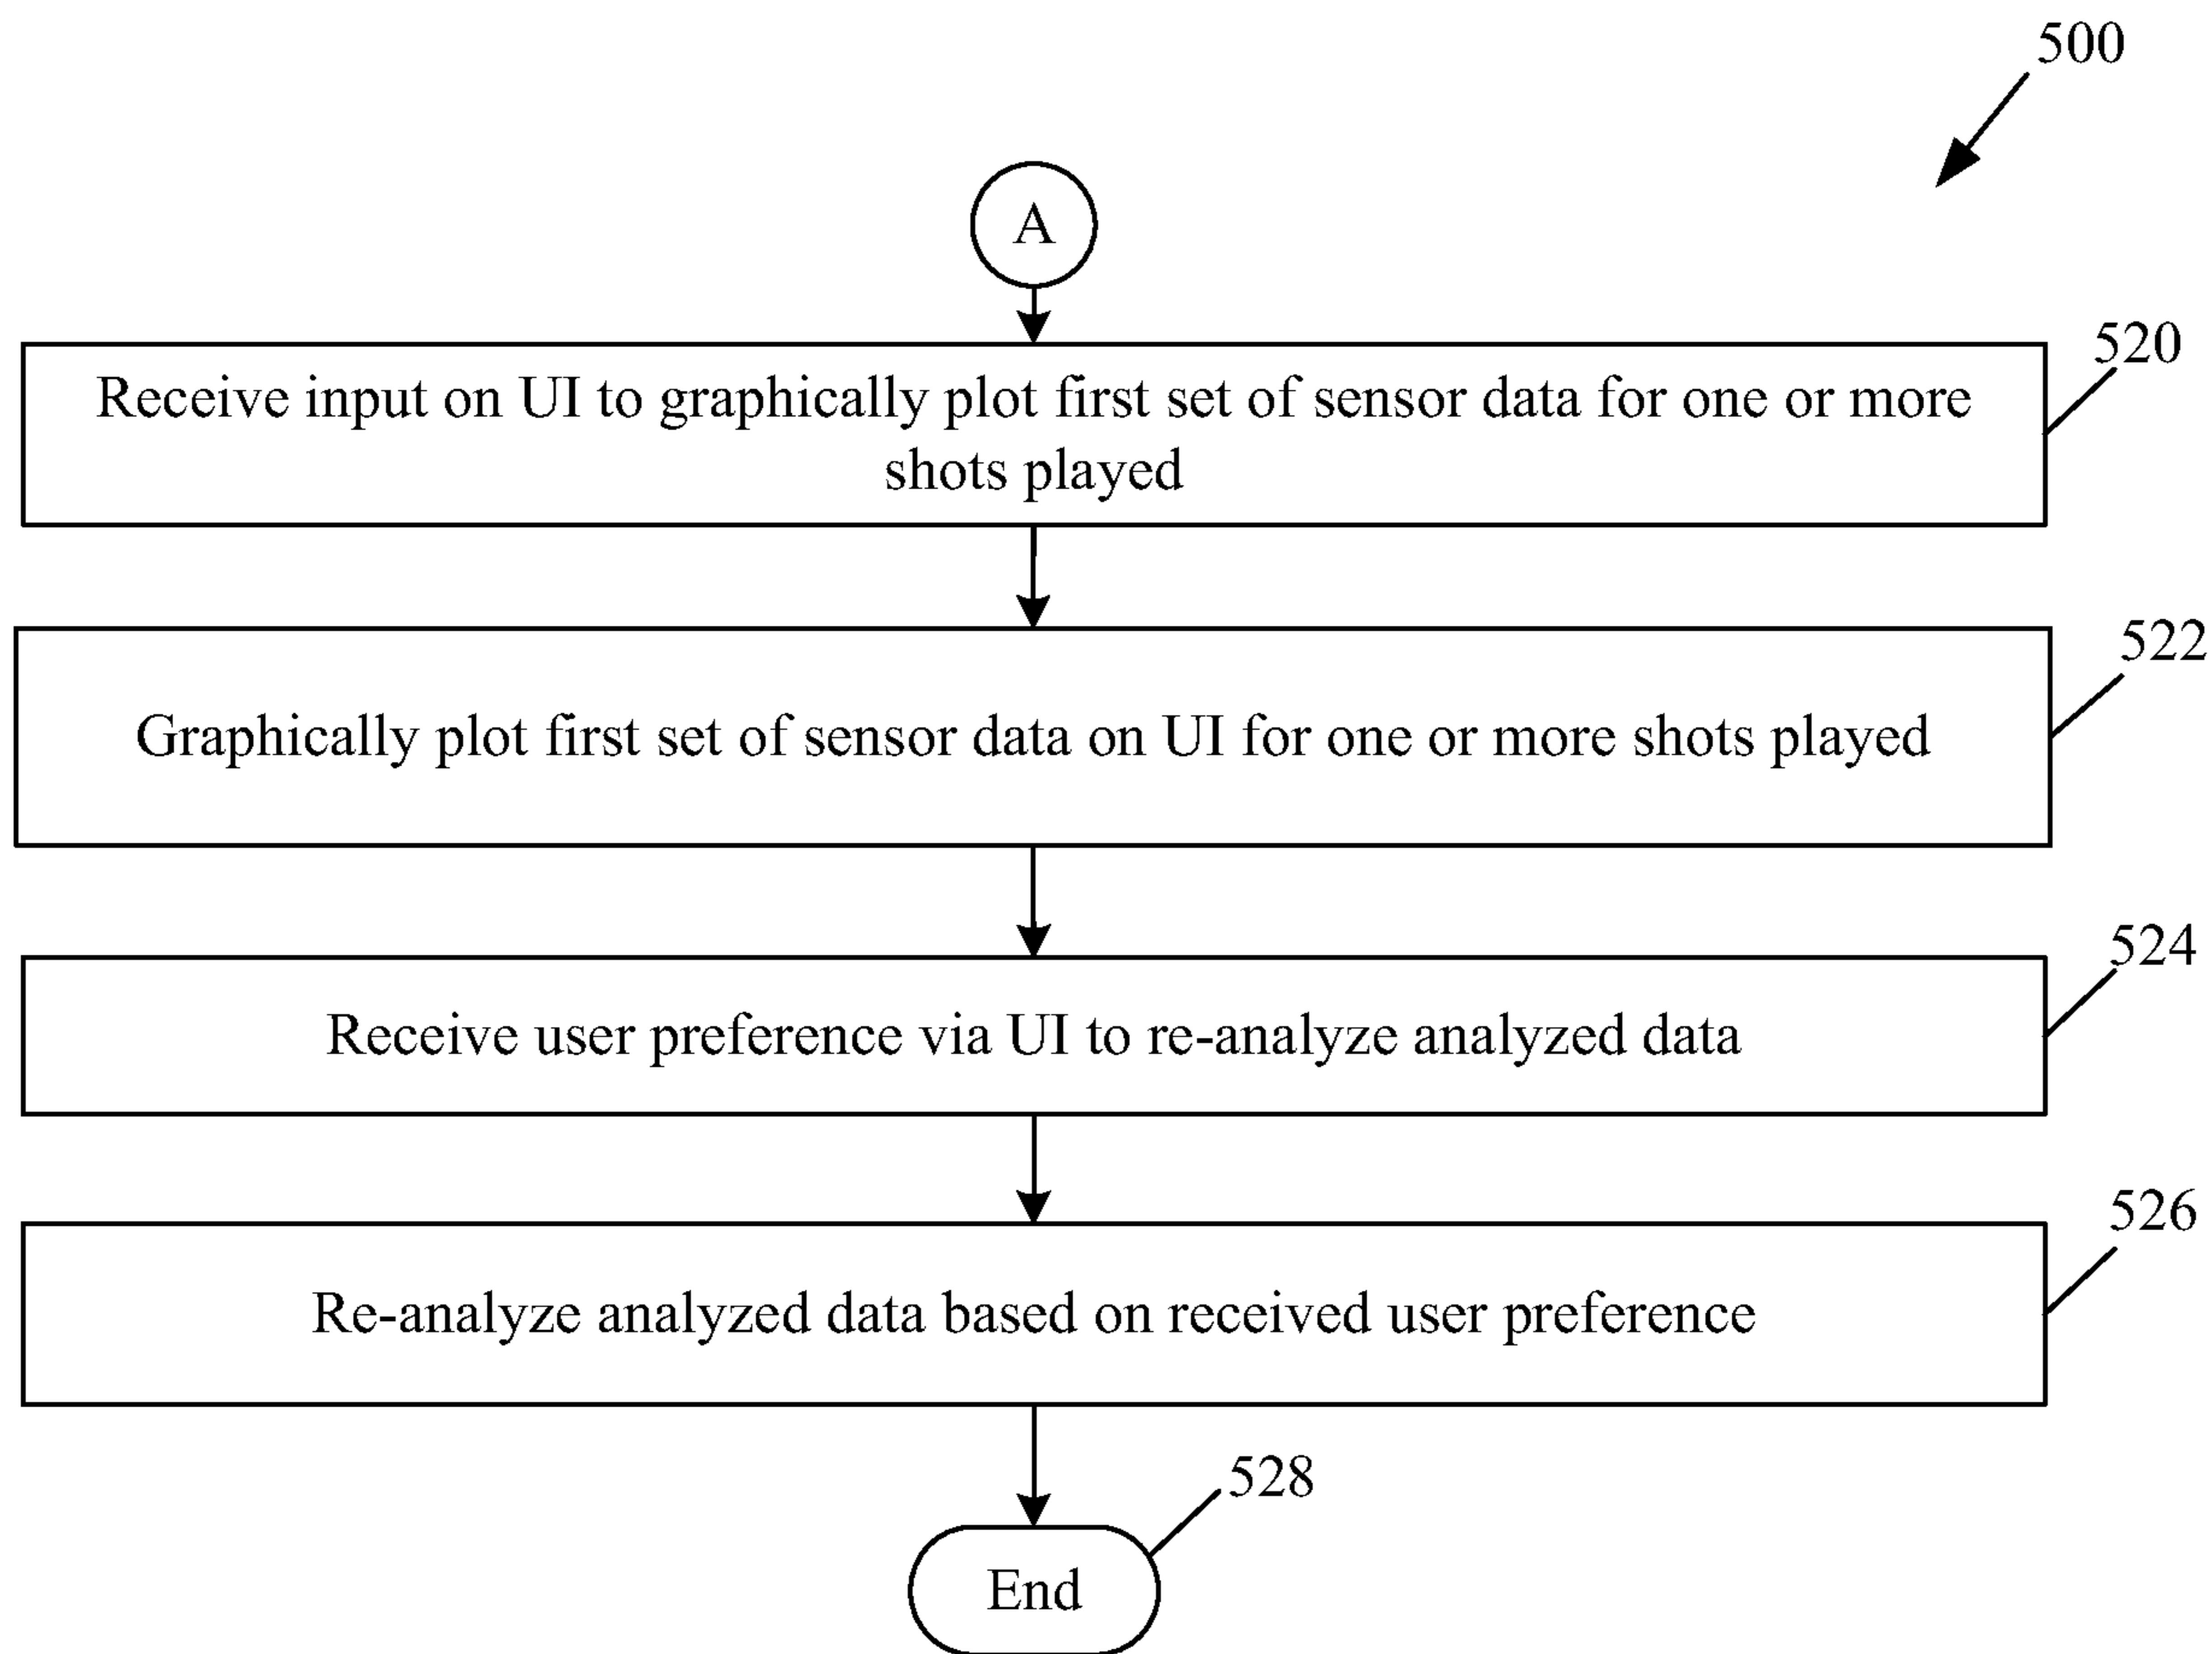 500
A
520
Receive input on UI to graphically plot first set of sensor data for one or more
shots played
522
Graphically plot first set of sensor data on UI for one or more shots played
524
Receive user preference via UI to re-analyze analyzed data
526
Re-analyze analyzed data based on received user preference
528
End